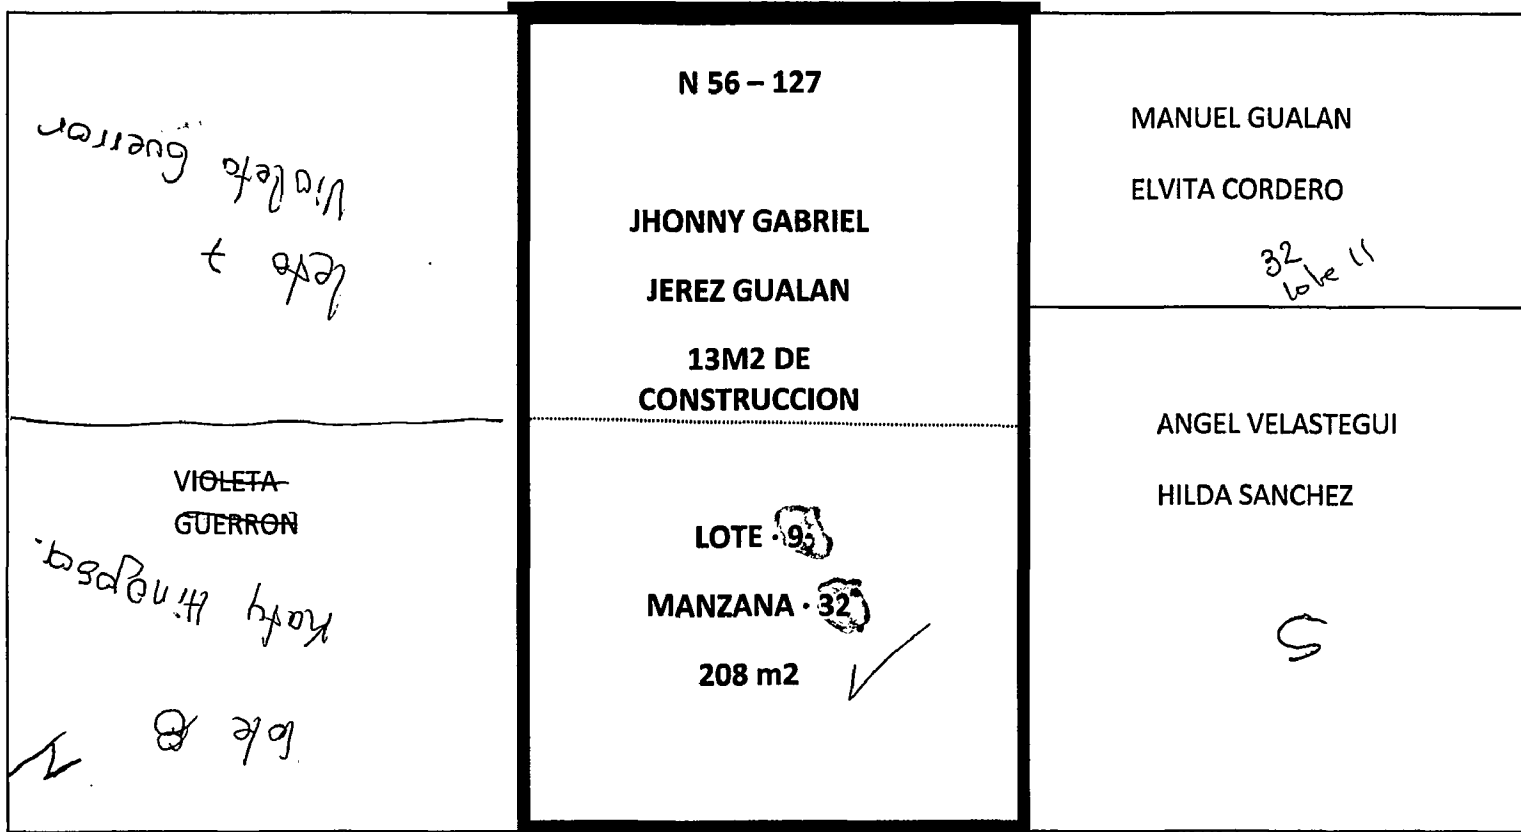 Violeta Guerron
lote 7
VIOLETA
GUERRON
Katy Hinojosa.
lote 8
N
N 56 – 127
JHONNY GABRIEL
JEREZ GUALAN
13M2 DE
CONSTRUCCION
LOTE · 9
MANZANA · 32
208 m2
MANUEL GUALAN
ELVITA CORDERO
32
lote 11
ANGEL VELASTEGUI
HILDA SANCHEZ
S